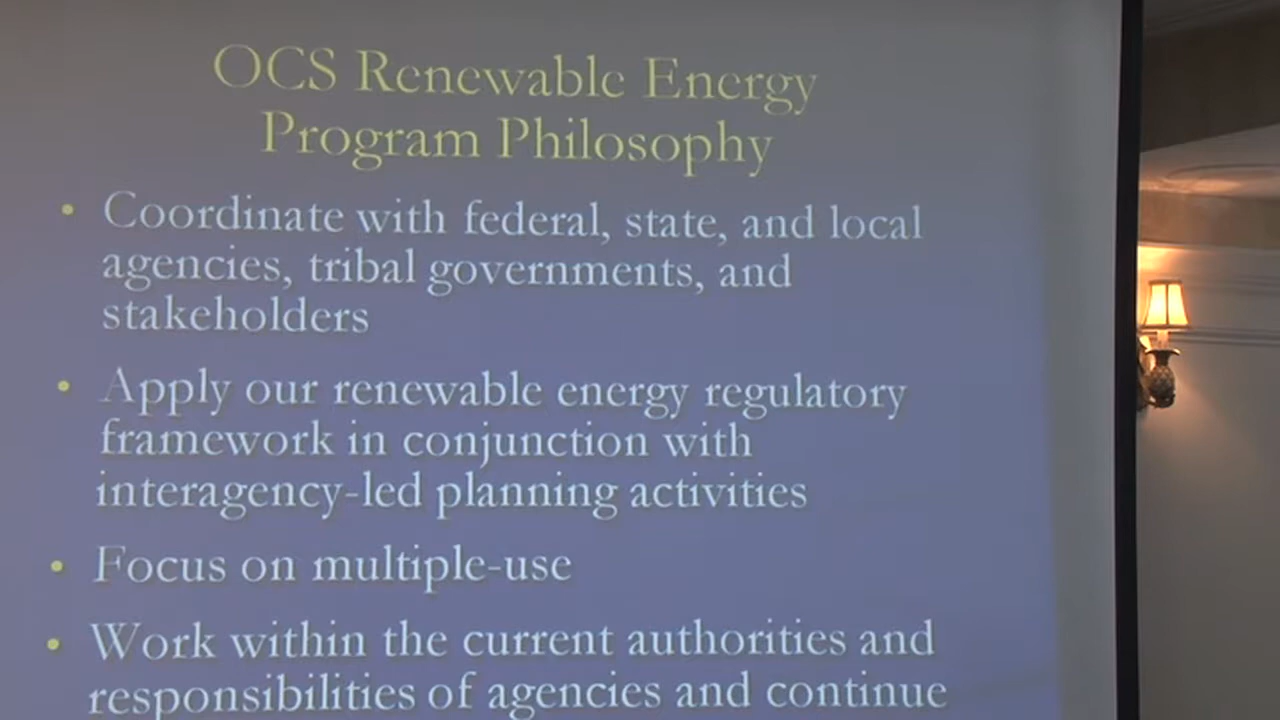 OCS Renewable Energy
Program Philosophy
• Coordinate with federal, state, and local
agencies, tribal governments, and
stakeholders
• Apply our renewable energy regulatory
framework in conjunction with
interagency-led planning activities
• Focus on multiple-use
• Work within the current authorities and
responsibilities of agencies and continue